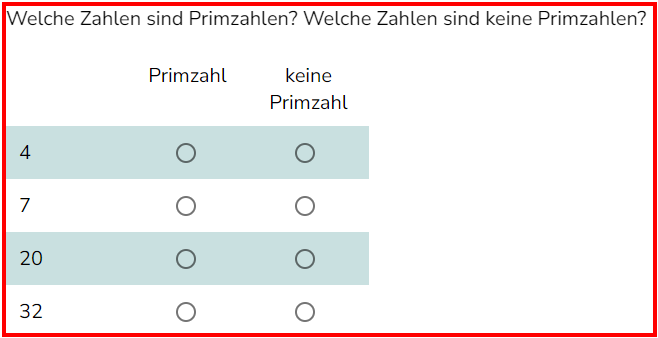 Welche Zahlen sind Primzahlen? Welche Zahlen sind keine Primzahlen?
Primzahl keine
Primzahl
4
7
20
32